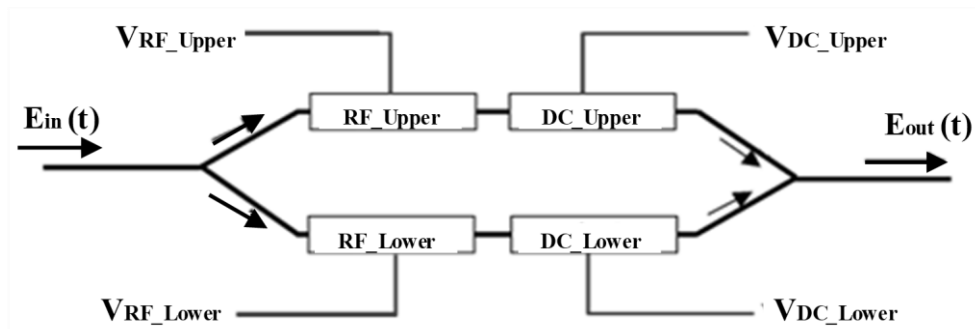 VRF_Upper
VDC_Upper
Ein (t)
RF_Upper
DC_Upper
Eout (t)
RF_Lower
DC_Lower
VRF_Lower
VDC_Lower